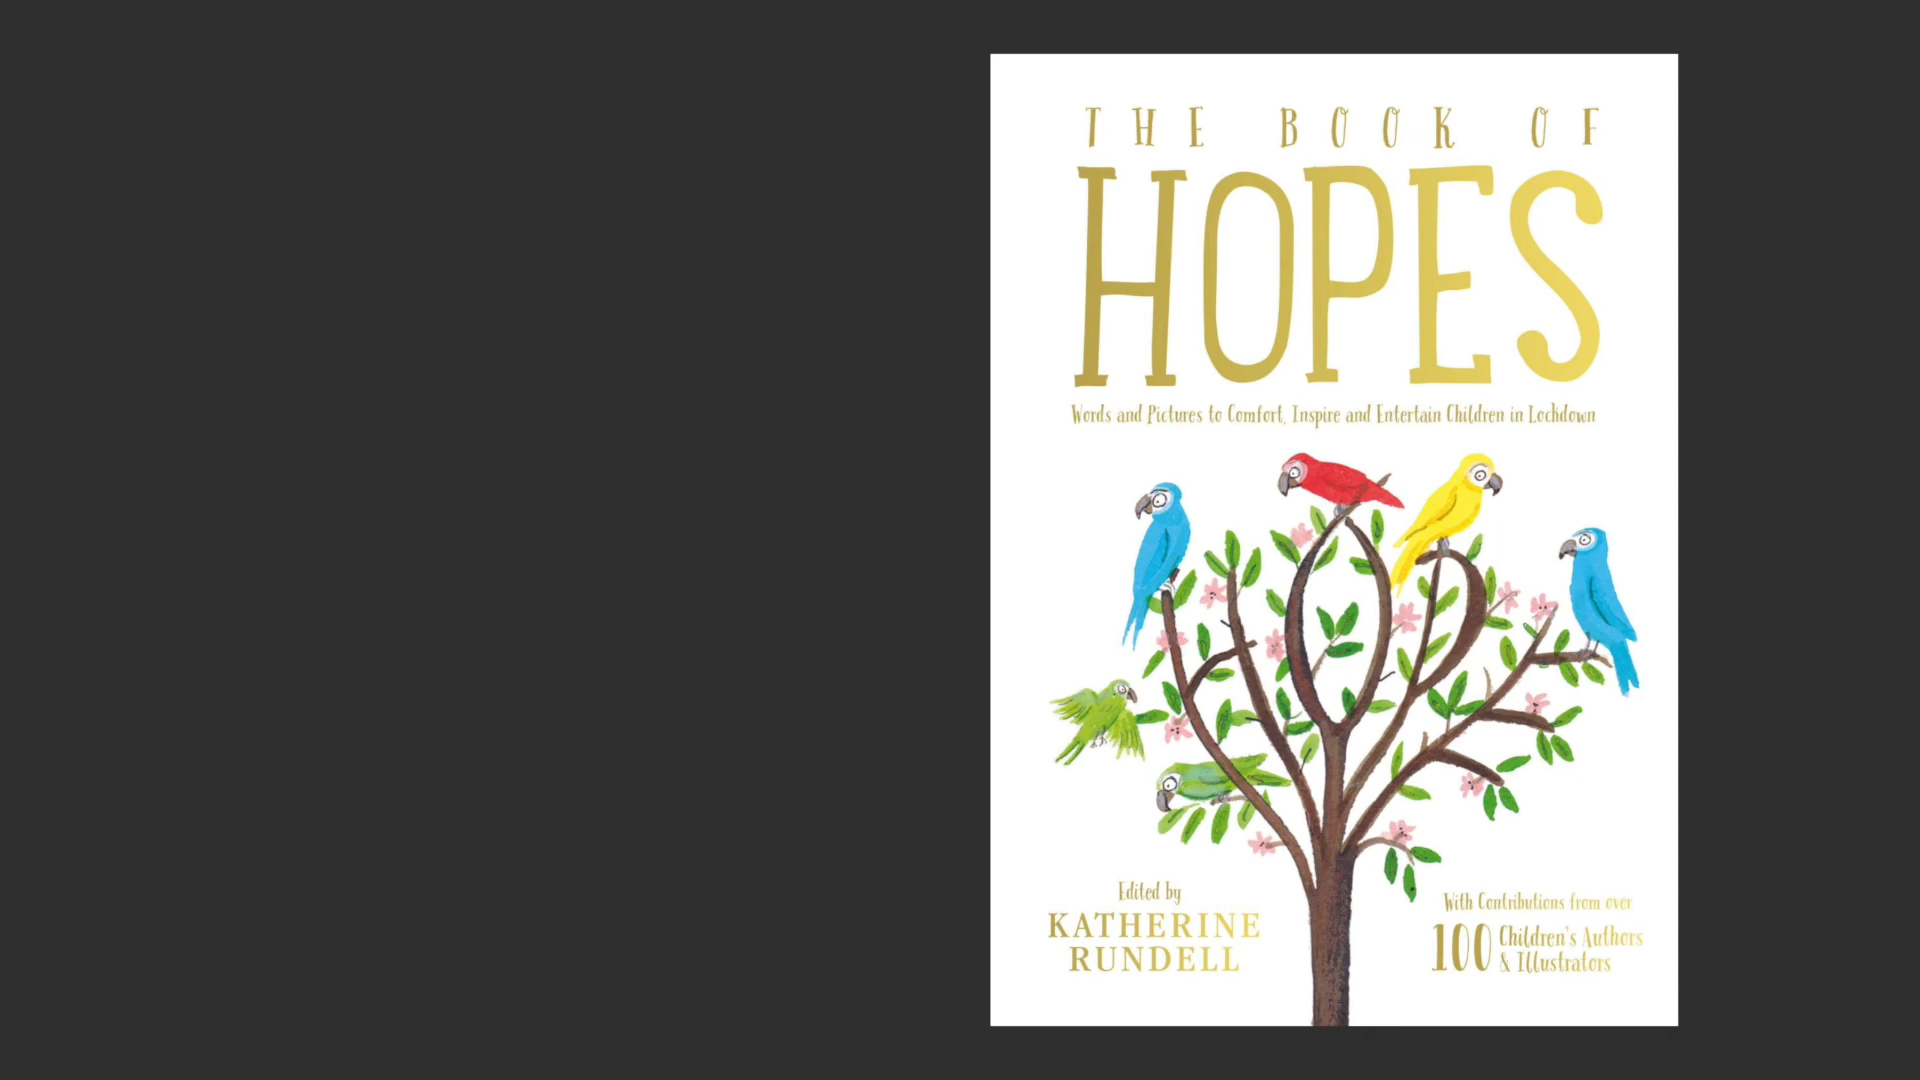 THE BOOK OF
HOPES
Words and Pictures to Comfort, Inspire and Entertain Children in Lockdown
Edited by
KATHERINE
RUNDELL
With Contributions from over
100 Children's Authors
& Illustrators